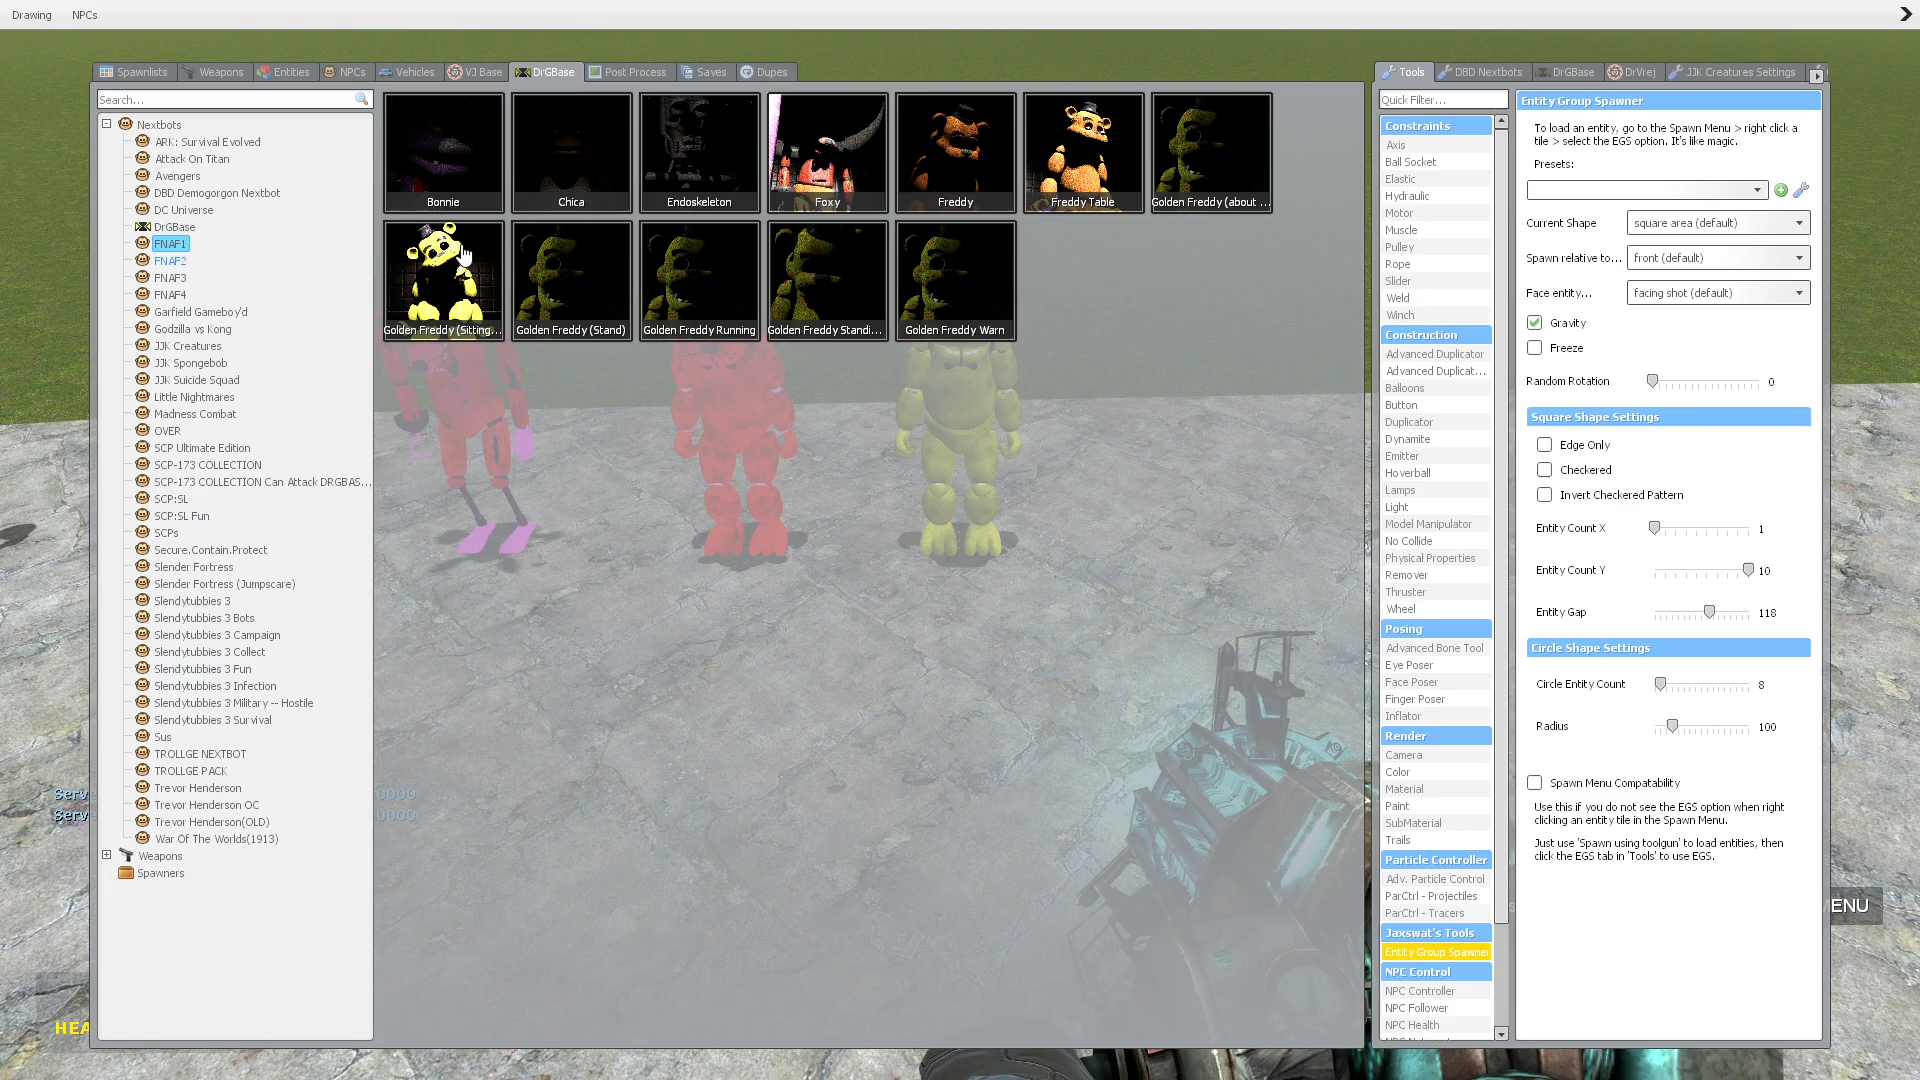 Drawing NPCs
Spawnlists Weapons Entities NPCs Vehicles VJ Base DrGBase Post Process Saves Dupes
Tools DBD Nextbots DrGBase DrVrej JJK Creatures Settings
Search...
Nextbots
ARK: Survival Evolved
Attack On Titan
Avengers
DBD Demogorgon Nextbot
DC Universe
DrGBase
FNAF1
FNAF2
FNAF3
FNAF4
Garfield Gameboy'd
Godzilla vs Kong
JJK Creatures
JJK Spongebob
JJK Suicide Squad
Little Nightmares
Madness Combat
OVER
SCP Ultimate Edition
SCP-173 COLLECTION
SCP-173 COLLECTION Can Attack DRGBAS...
SCP:SL
SCP:SL Fun
SCPs
Secure.Contain.Protect
Slender Fortress
Slender Fortress (Jumpscare)
Slendytubbies 3
Slendytubbies 3 Bots
Slendytubbies 3 Campaign
Slendytubbies 3 Collect
Slendytubbies 3 Fun
Slendytubbies 3 Infection
Slendytubbies 3 Military -- Hostile
Slendytubbies 3 Survival
Sus
TROLLGE NEXTBOT
TROLLGE PACK
Trevor Henderson
Trevor Henderson OC
Trevor Henderson(OLD)
War Of The Worlds(1913)
Weapons
Spawners
Bonnie
Chica
Endoskeleton
Foxy
Freddy
Freddy Table
Golden Freddy (about ...
Golden Freddy (Sitting...
Golden Freddy (Stand)
Golden Freddy Running
Golden Freddy Standi...
Golden Freddy Warn
Quick Filter...
Constraints
Axis
Ball Socket
Elastic
Hydraulic
Motor
Muscle
Pulley
Rope
Slider
Weld
Winch
Construction
Advanced Duplicator
Advanced Duplicat...
Balloons
Button
Duplicator
Dynamite
Emitter
Hoverball
Lamps
Light
Model Manipulator
No Collide
Physical Properties
Remover
Thruster
Wheel
Posing
Advanced Bone Tool
Eye Poser
Face Poser
Finger Poser
Inflator
Render
Camera
Color
Material
Paint
SubMaterial
Trails
Particle Controller
Adv. Particle Control
ParCtrl - Projectiles
ParCtrl - Tracers
Jaxswat's Tools
Entity Group Spawner
NPC Control
NPC Controller
NPC Follower
NPC Health
Entity Group Spawner
To load an entity, go to the Spawn Menu > right click a
tile > select the EGS option. It's like magic.
Presets:
Current Shape square area (default)
Spawn relative to... front (default)
Face entity... facing shot (default)
Gravity
Freeze
Random Rotation 0
Square Shape Settings
Edge Only
Checkered
Invert Checkered Pattern
Entity Count X 1
Entity Count Y 10
Entity Gap 118
Circle Shape Settings
Circle Entity Count 8
Radius 100
Spawn Menu Compatability
Use this if you do not see the EGS option when right
clicking an entity tile in the Spawn Menu.
Just use 'Spawn using toolgun' to load entities, then
click the EGS tab in 'Tools' to use EGS.
Serve 0000
Serve 0000
HEA
ENU